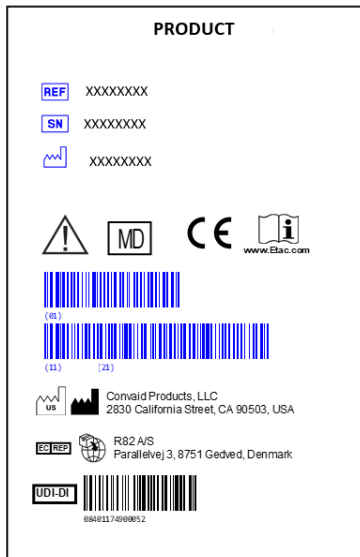 PRODUCT
REF XXXXXXXX
SN XXXXXXXX
XXXXXXXX
MD CE i
www.Etac.com
(01)
(11) (21)
US Convaid Products, LLC
2830 California Street, CA 90503, USA
EC REP R82 A/S
Parallelvej 3, 8751 Gedved, Denmark
UDI-DI
08401174900052